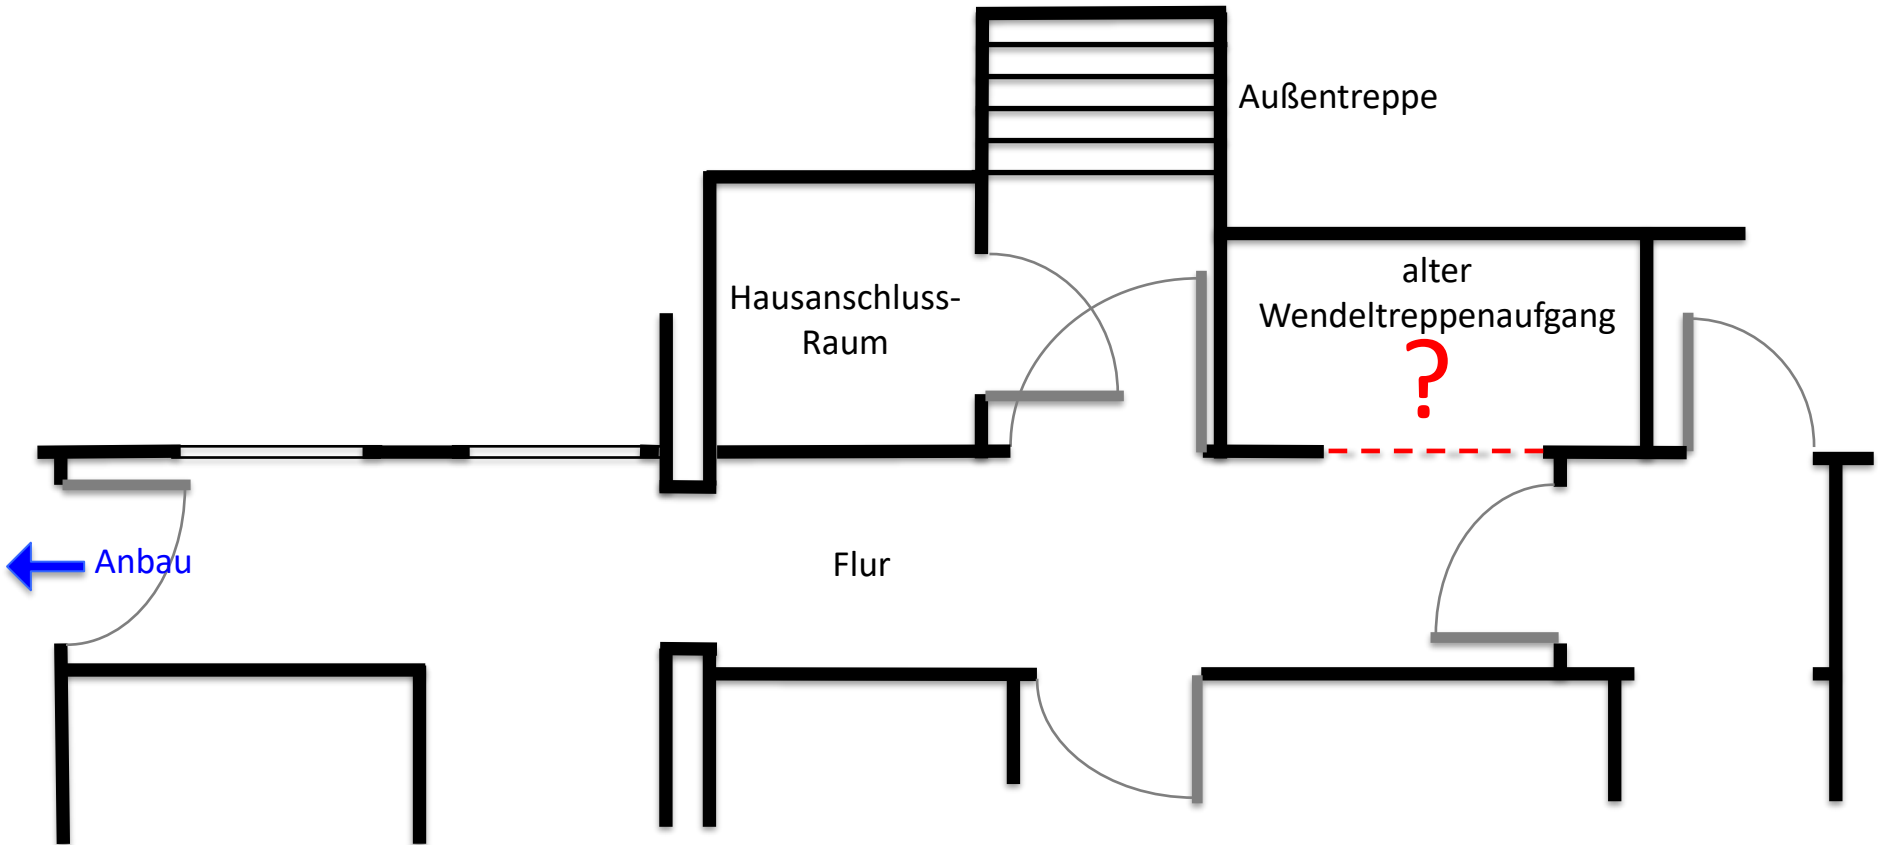 Außentreppe
alter
Wendeltreppenaufgang
?
Hausanschluss-
Raum
Anbau
Flur